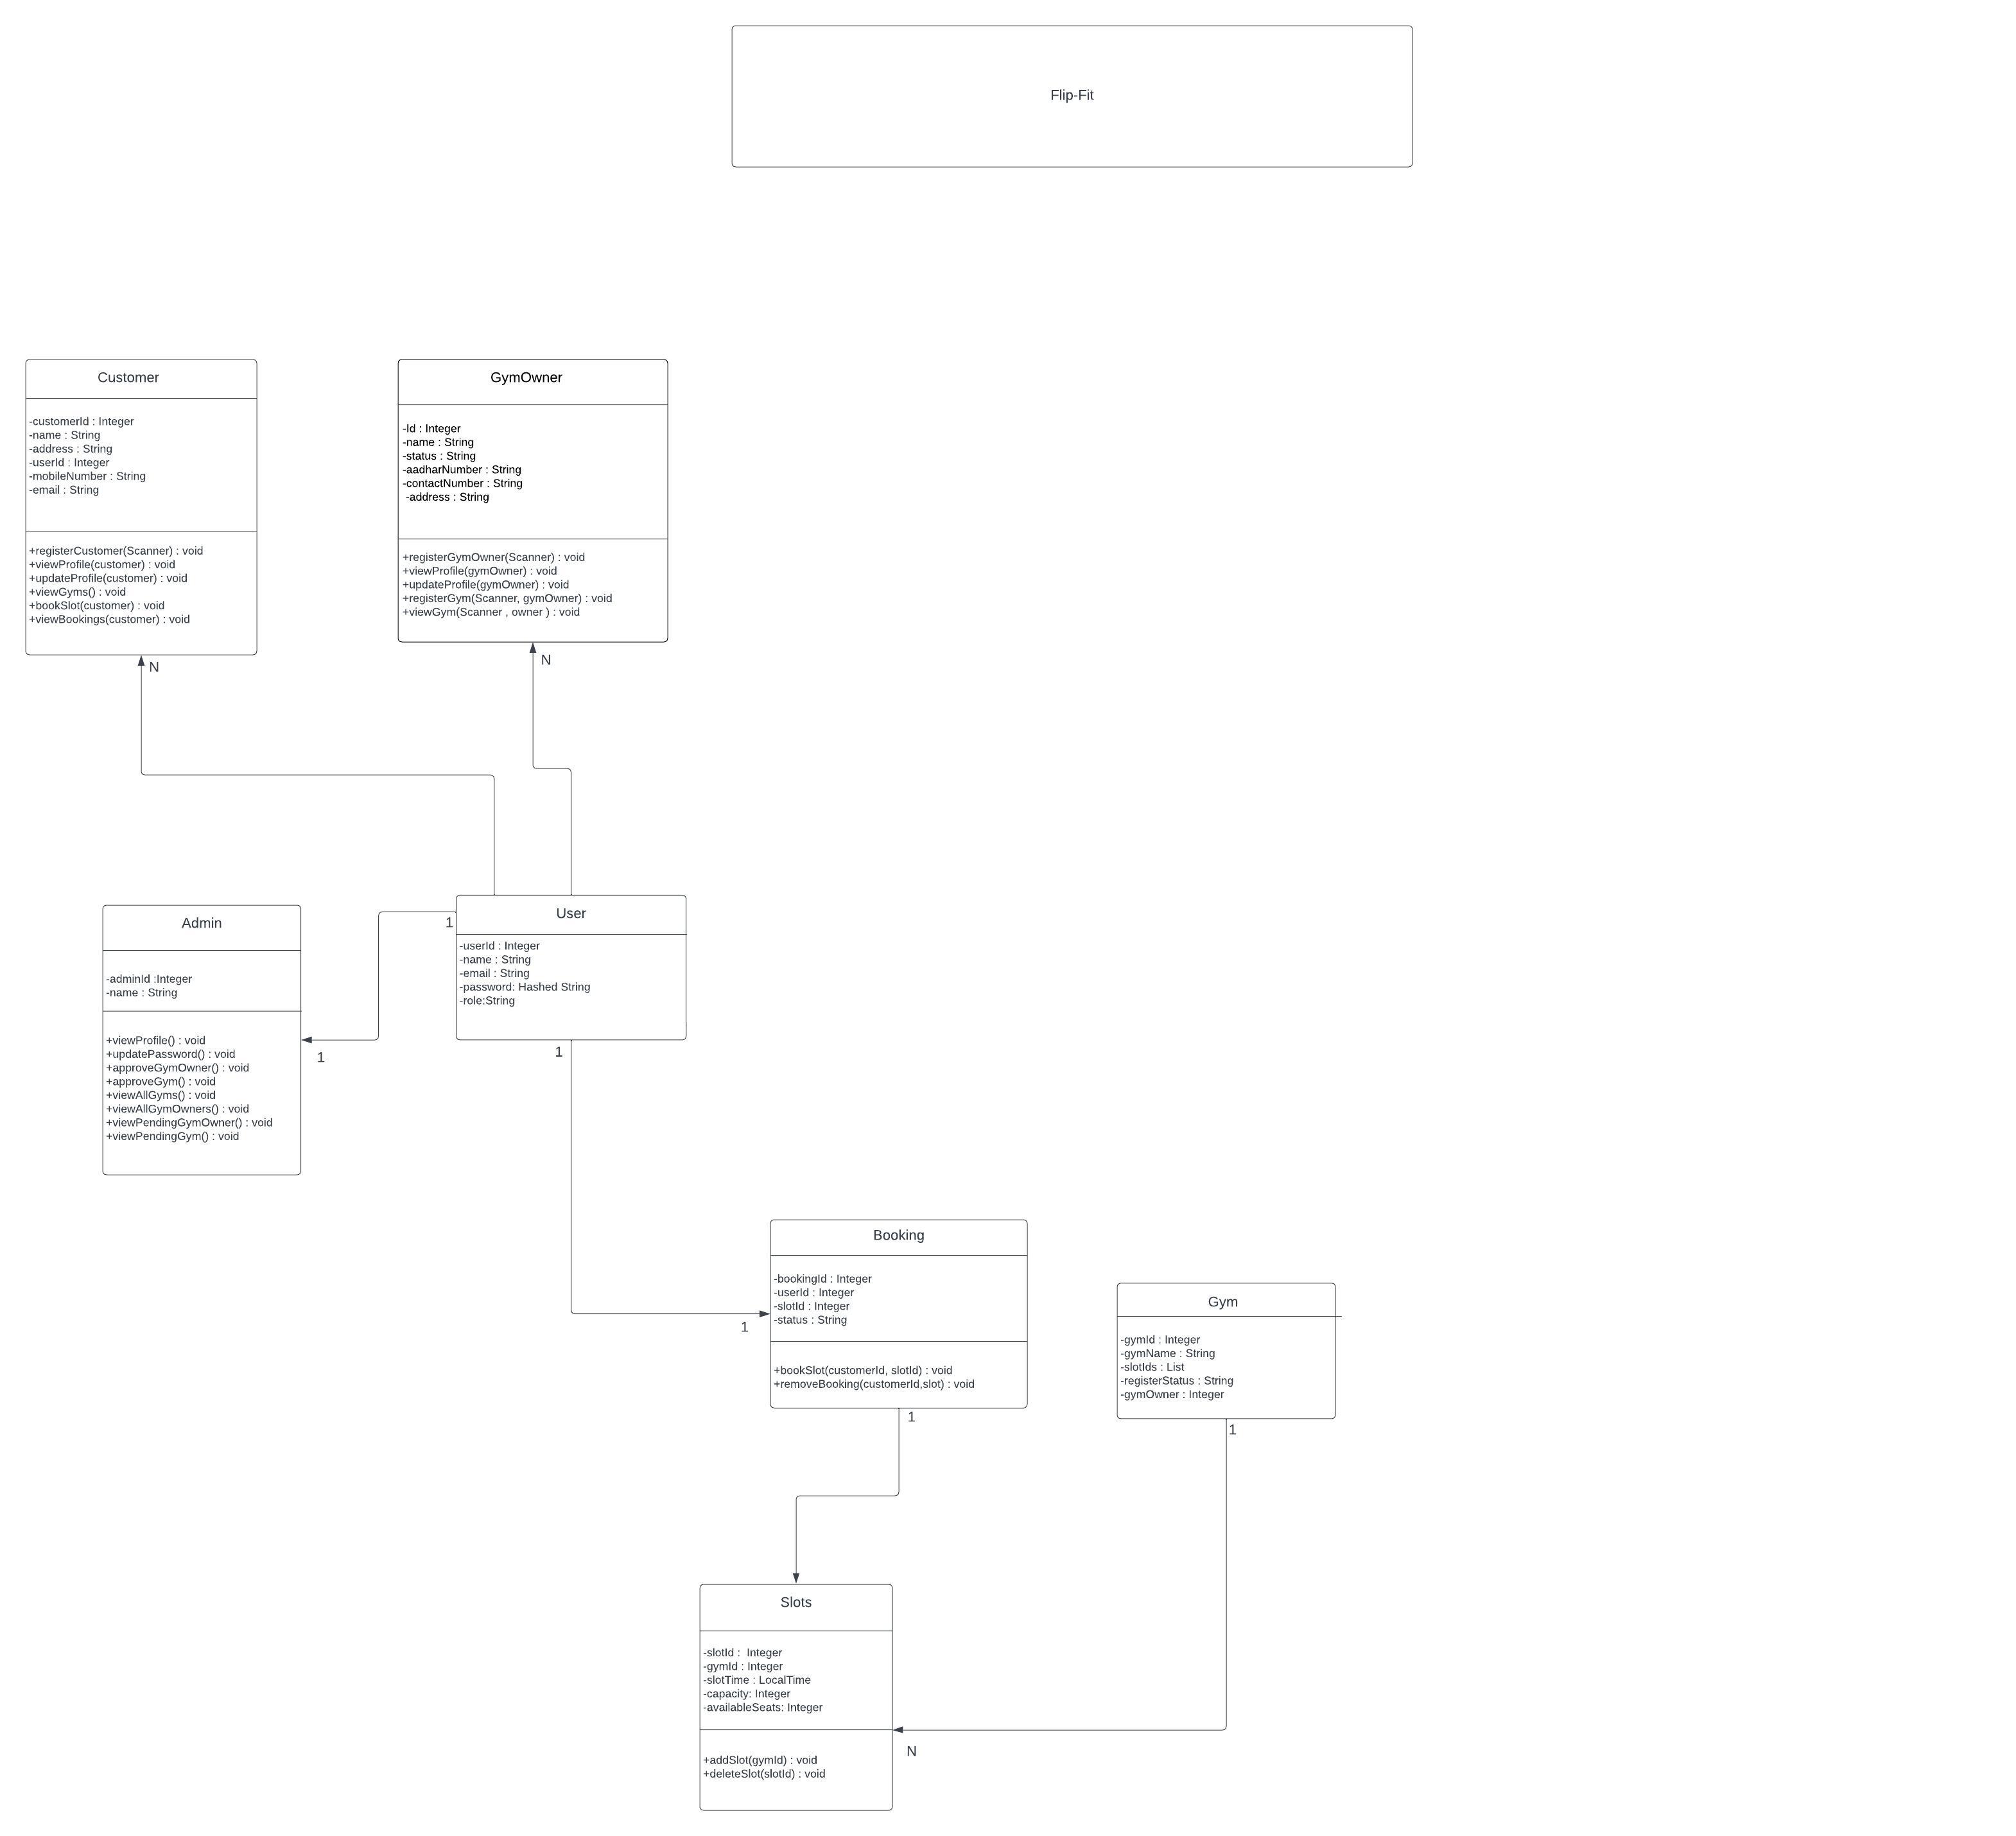 Flip-Fit
Customer
-customerId : Integer
-name : String
-address : String
-userId : Integer
-mobileNumber : String
-email : String
+registerCustomer(Scanner) : void
+viewProfile(customer) : void
+updateProfile(customer) : void
+viewGyms() : void
+bookSlot(customer) : void
+viewBookings(customer) : void
N
GymOwner
-Id : Integer
-name : String
-status : String
-aadharNumber : String
-contactNumber : String
-address : String
+registerGymOwner(Scanner) : void
+viewProfile(gymOwner) : void
+updateProfile(gymOwner) : void
+registerGym(Scanner, gymOwner) : void
+viewGym(Scanner , owner ) : void
N
Admin
-adminId :Integer
-name : String
+viewProfile() : void
+updatePassword() : void
+approveGymOwner() : void
+approveGym() : void
+viewAllGyms() : void
+viewAllGymOwners() : void
+viewPendingGymOwner() : void
+viewPendingGym() : void
1
1
User
-userId : Integer
-name : String
-email : String
-password: Hashed String
-role:String
1
1
Booking
-bookingId : Integer
-userId : Integer
-slotId : Integer
-status : String
+bookSlot(customerId, slotId) : void
+removeBooking(customerId,slot) : void
1
Gym
-gymId : Integer
-gymName : String
-slotIds : List
-registerStatus : String
-gymOwner : Integer
1
Slots
-slotId :  Integer
-gymId : Integer
-slotTime : LocalTime
-capacity: Integer
-availableSeats: Integer
+addSlot(gymId) : void
+deleteSlot(slotId) : void
N